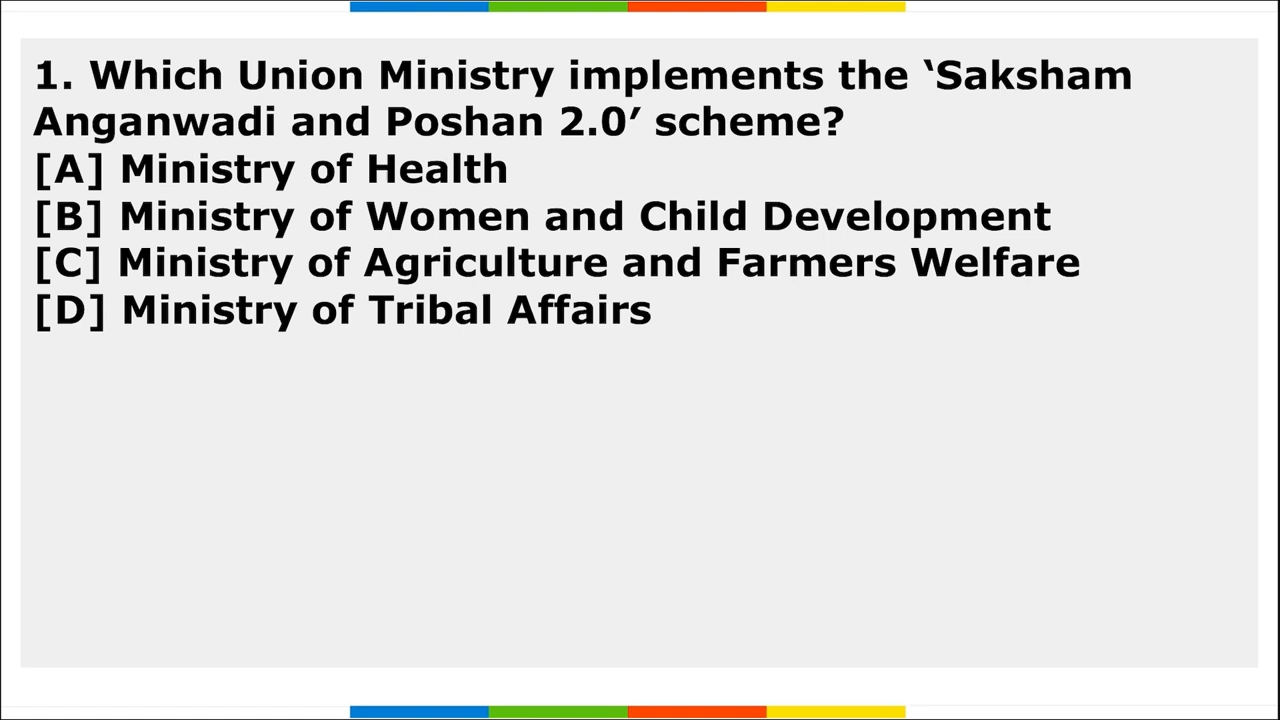 1. Which Union Ministry implements the ‘Saksham
Anganwadi and Poshan 2.0′ scheme?
[A] Ministry of Health
[B] Ministry of Women and Child Development
[C] Ministry of Agriculture and Farmers Welfare
[D] Ministry of Tribal Affairs